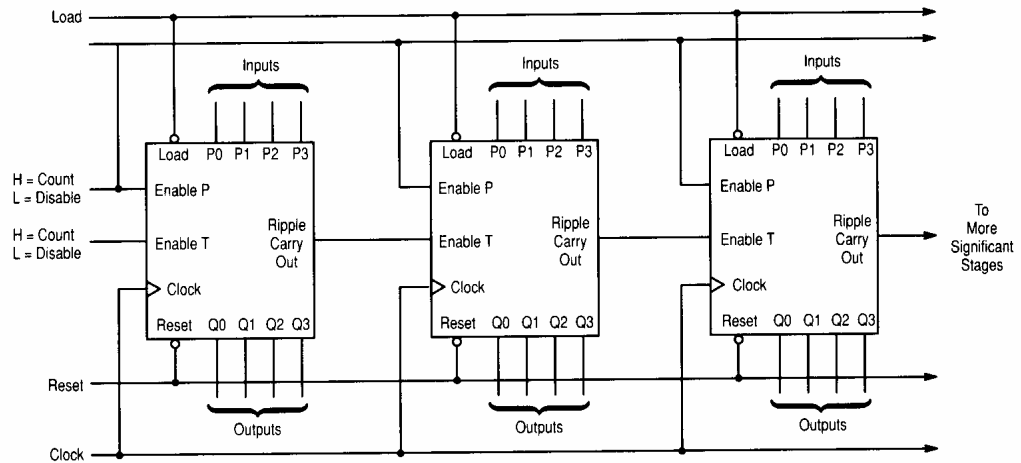 Load
Inputs
Inputs
Inputs
Load P0 P1 P2 P3
Load P0 P1 P2 P3
Load P0 P1 P2 P3
H = Count
L = Disable
Enable P
Enable P
Enable P
H = Count
L = Disable
Enable T
Ripple
Carry
Out
Enable T
Ripple
Carry
Out
Enable T
Ripple
Carry
Out
To
More
Significant
Stages
Clock
Clock
Clock
Reset Q0 Q1 Q2 Q3
Reset Q0 Q1 Q2 Q3
Reset Q0 Q1 Q2 Q3
Reset
Outputs
Outputs
Outputs
Clock